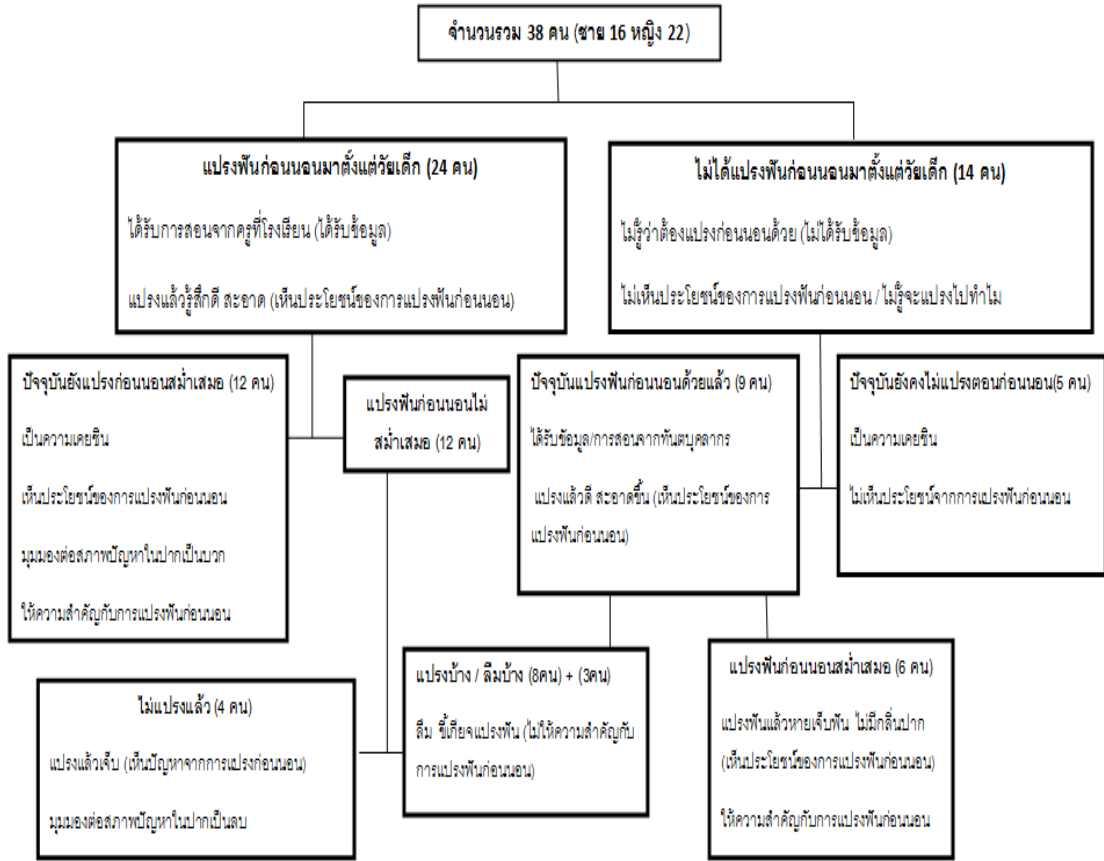 จำนวนรวม 38 คน (ชาย 16 หญิง 22)
แปรงฟันก่อนนอนมาตั้งแต่วัยเด็ก (24 คน)
ได้รับการสอนจากครูที่โรงเรียน (ได้รับข้อมูล)
แปรงแล้วรู้สึกดี สะอาด (เห็นประโยชน์ของการแปรงฟันก่อนนอน)
ไม่ได้แปรงฟันก่อนนอนมาตั้งแต่วัยเด็ก (14 คน)
ไม่รู้ว่าต้องแปรงก่อนนอนด้วย (ไม่ได้รับข้อมูล)
ไม่เห็นประโยชน์ของการแปรงฟันก่อนนอน / ไม่รู้จะแปรงไปทำไม
ปัจจุบันยังแปรงก่อนนอนสม่ำเสมอ (12 คน)
เป็นความเคยชิน
เห็นประโยชน์ของการแปรงฟันก่อนนอน
มุมมองต่อสภาพปัญหาในปากเป็นบวก
ให้ความสำคัญกับการแปรงฟันก่อนนอน
แปรงฟันก่อนนอนไม่
สม่ำเสมอ (12 คน)
ปัจจุบันแปรงฟันก่อนนอนด้วยแล้ว (9 คน)
ได้รับข้อมูล/การสอนจากทันตบุคลากร
แปรงแล้วดี สะอาดขึ้น (เห็นประโยชน์ของการ
แปรงฟันก่อนนอน)
ปัจจุบันยังคงไม่แปรงตอนก่อนนอน(5 คน)
เป็นความเคยชิน
ไม่เห็นประโยชน์จากการแปรงฟันก่อนนอน
ไม่แปรงแล้ว (4 คน)
แปรงแล้วเจ็บ (เห็นปัญหาจากการแปรงก่อนนอน)
มุมมองต่อสภาพปัญหาในปากเป็นลบ
แปรงบ้าง / ลืมบ้าง (8คน) + (3คน)
ลืม ขี้เกียจแปรงฟัน (ไม่ให้ความสำคัญกับ
การแปรงฟันก่อนนอน)
แปรงฟันก่อนนอนสม่ำเสมอ (6 คน)
แปรงฟันแล้วหายเจ็บฟัน ไม่มีกลิ่นปาก
(เห็นประโยชน์ของการแปรงฟันก่อนนอน)
ให้ความสำคัญกับการแปรงฟันก่อนนอน